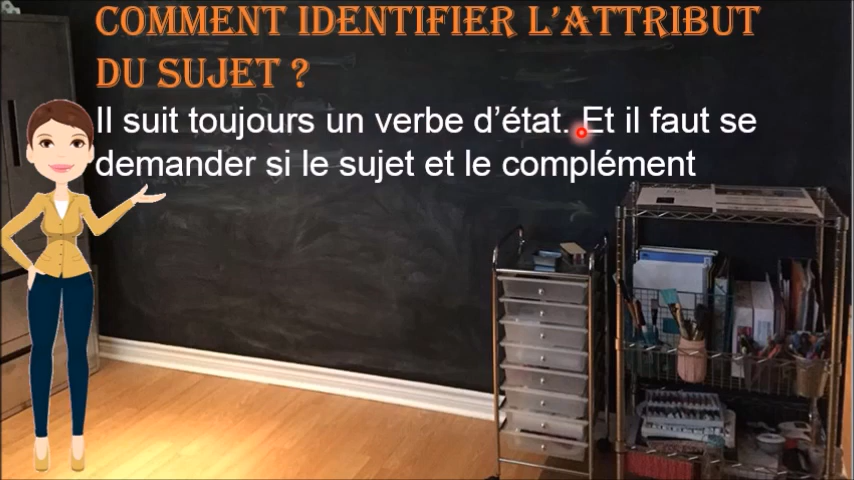 COMMENT IDENTIFIER L'ATTRIBUT
DU SUJET ?
Il suit toujours un verbe d'état. Et il faut se
demander si le sujet et le complément